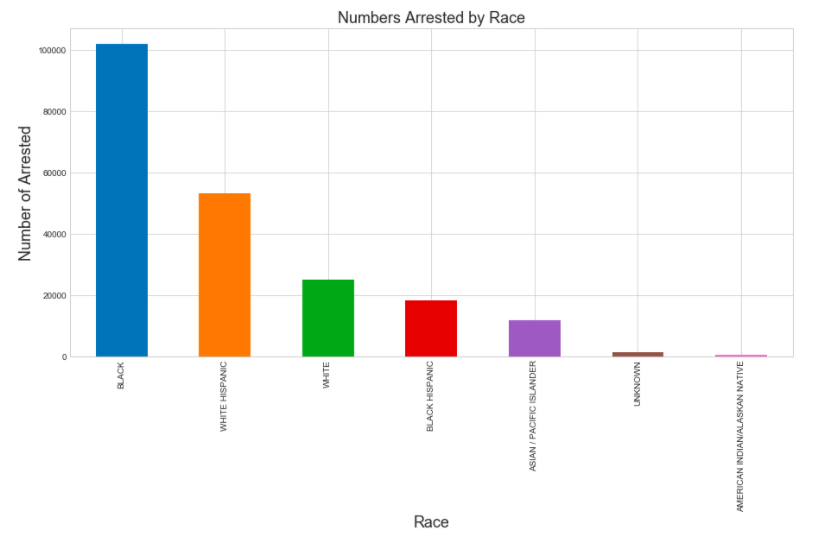 Numbers Arrested by Race
Number of Arrested
100000
80000
60000
40000
20000
0
BLACK
WHITE HISPANIC
WHITE
BLACK HISPANIC
ASIAN / PACIFIC ISLANDER
UNKNOWN
AMERICAN INDIAN/ALASKAN NATIVE
Race